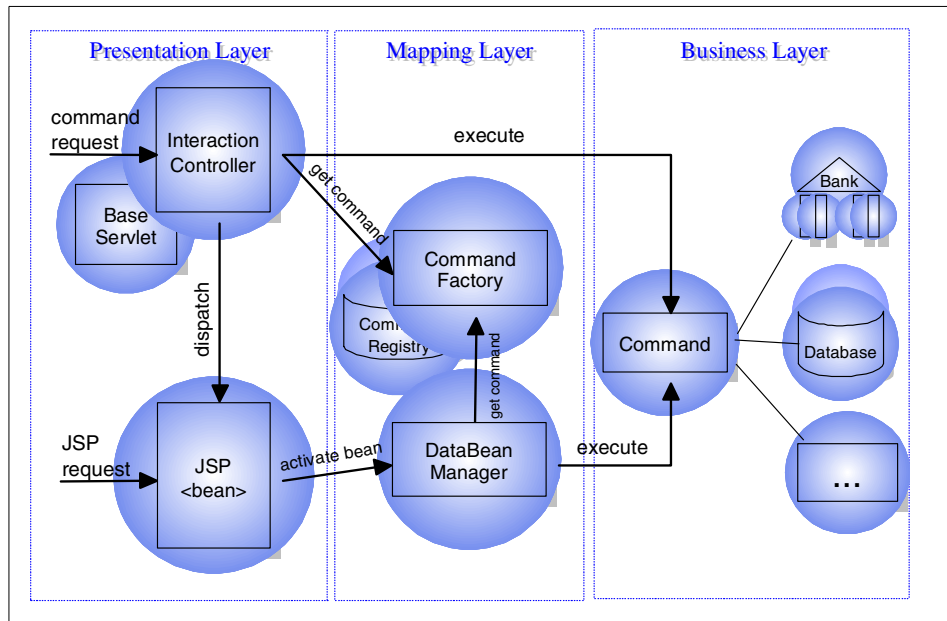 Presentation Layer
Mapping Layer
Business Layer
command
request
Interaction
Controller
execute
Base
Servlet
get command
Command
Factory
Registry
dispatch
get command
Bank
Command
Database
JSP
request
JSP
<bean>
activate bean
DataBean
Manager
execute
...